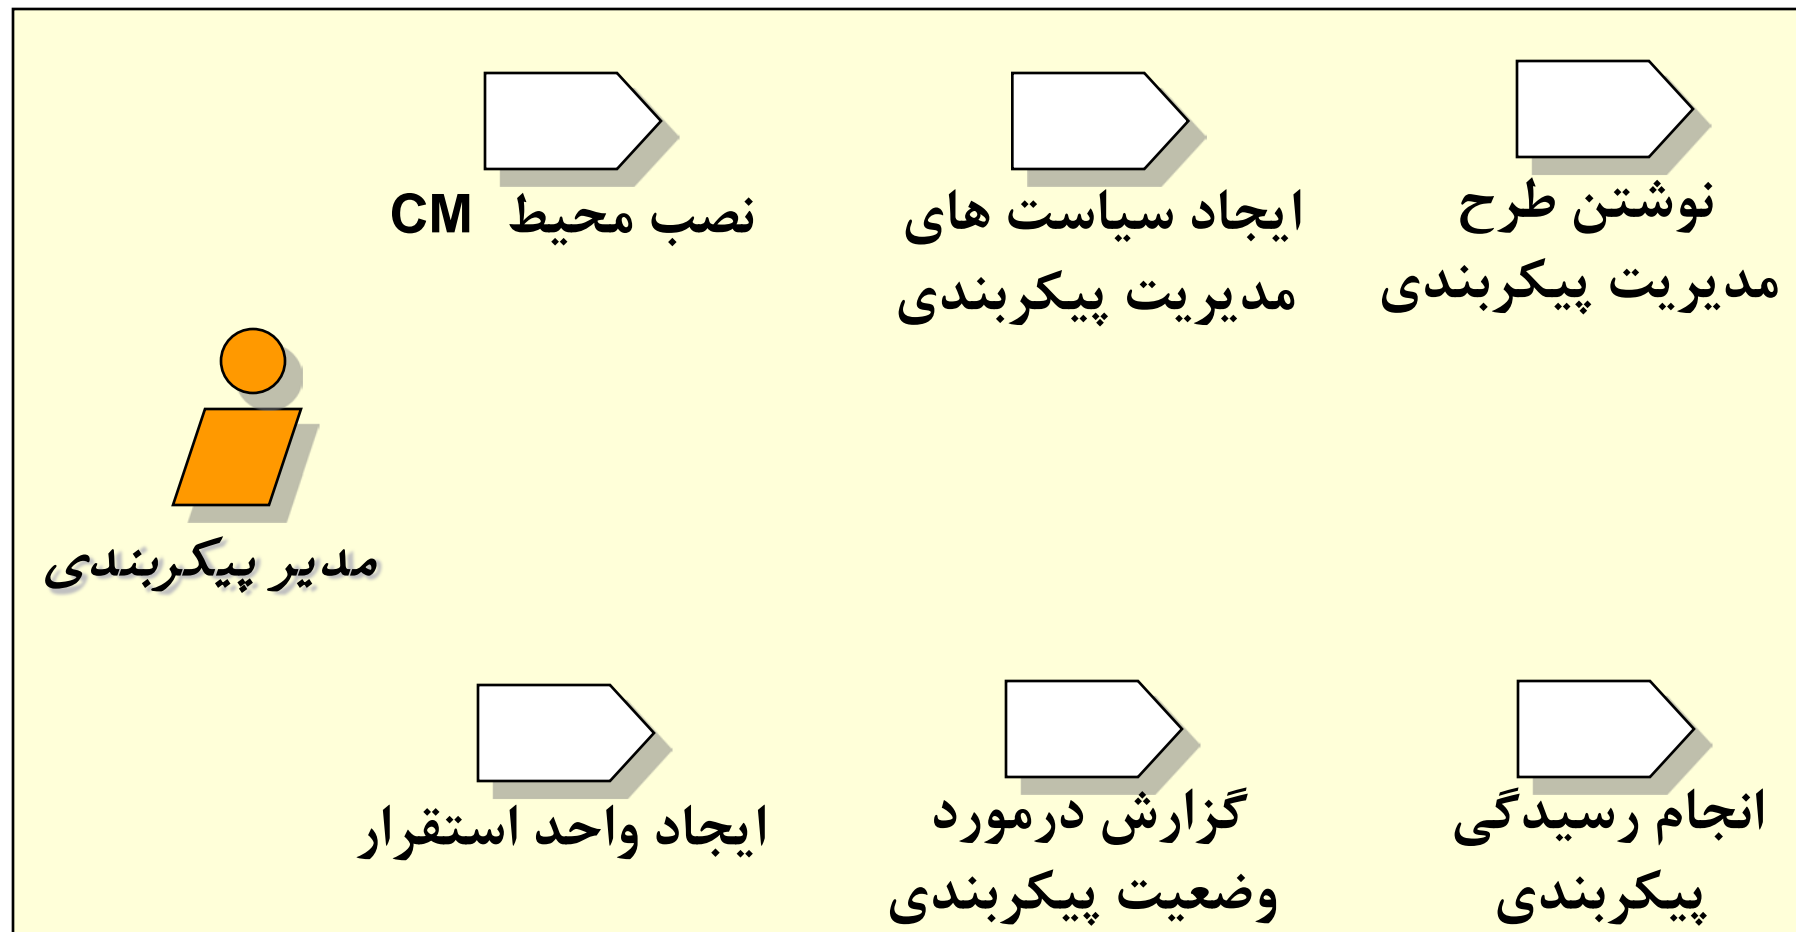 نوشتن طرح
مدیریت پیکربندی
ایجاد سیاست های
مدیریت پیکربندی
نصب محیط CM
مدیر پیکربندی
انجام رسیدگی
پیکربندی
گزارش درمورد
وضعیت پیکربندی
ایجاد واحد استقرار